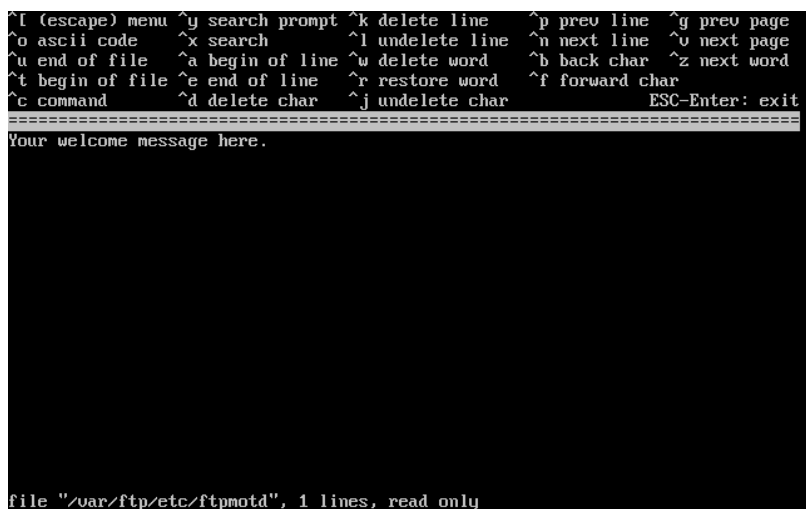 ^[ (escape) menu ^y search prompt ^k delete line ^p prev line ^g prev page
^o ascii code ^x search ^l undelete line ^n next line ^v next page
^u end of file ^a begin of line ^w delete word ^b back char ^z next word
^t begin of file ^e end of line ^r restore word ^f forward char
^c command ^d delete char ^j undelete char ESC-Enter: exit
====================================================================================================
Your welcome message here.
file "/var/ftp/etc/ftpmotd", 1 lines, read only